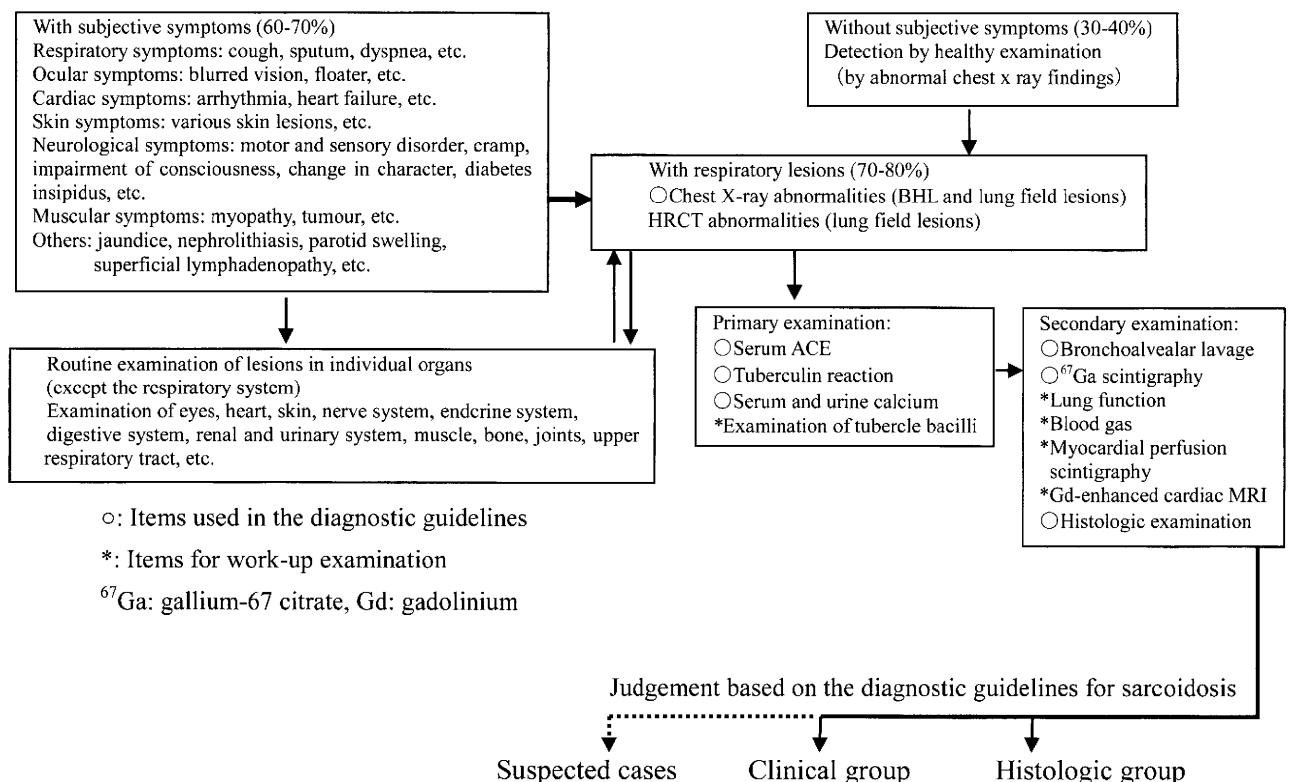 With subjective symptoms (60-70%)
Respiratory symptoms: cough, sputum, dyspnea, etc.
Ocular symptoms: blurred vision, floater, etc.
Cardiac symptoms: arrhythmia, heart failure, etc.
Skin symptoms: various skin lesions, etc.
Neurological symptoms: motor and sensory disorder, cramp,
impairment of consciousness, change in character, diabetes
insipidus, etc.
Muscular symptoms: myopathy, tumour, etc.
Others: jaundice, nephrolithiasis, parotid swelling,
superficial lymphadenopathy, etc.
Without subjective symptoms (30-40%)
Detection by healthy examination
(by abnormal chest x ray findings)
With respiratory lesions (70-80%)
○Chest X-ray abnormalities (BHL and lung field lesions)
HRCT abnormalities (lung field lesions)
Routine examination of lesions in individual organs
(except the respiratory system)
Examination of eyes, heart, skin, nerve system, endcrine system,
digestive system, renal and urinary system, muscle, bone, joints, upper
respiratory tract, etc.
Primary examination:
○Serum ACE
○Tuberculin reaction
○Serum and urine calcium
*Examination of tubercle bacilli
Secondary examination:
○Bronchoalvealar lavage
○⁶⁷Ga scintigraphy
*Lung function
*Blood gas
*Myocardial perfusion
scintigraphy
*Gd-enhanced cardiac MRI
○Histologic examination
○: Items used in the diagnostic guidelines
*: Items for work-up examination
⁶⁷Ga: gallium-67 citrate, Gd: gadolinium
Judgement based on the diagnostic guidelines for sarcoidosis
Suspected cases
Clinical group
Histologic group